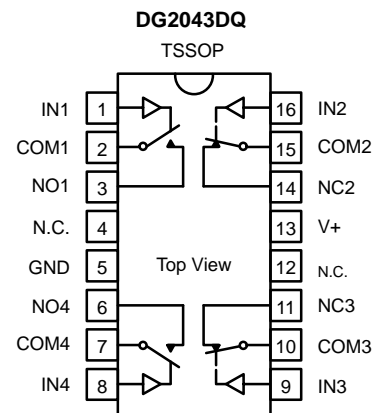 DG2043DQ
TSSOP
IN1 1 16 IN2
COM1 2 15 COM2
NO1 3 14 NC2
N.C. 4 13 V+
GND 5 Top View 12 N.C.
NO4 6 11 NC3
COM4 7 10 COM3
IN4 8 9 IN3